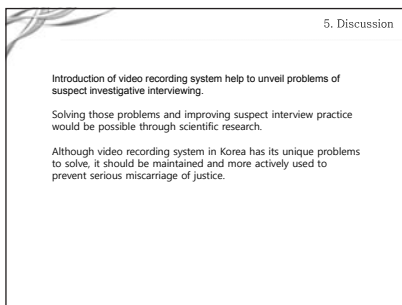 5. Discussion
Introduction of video recording system help to unveil problems of
suspect investigative interviewing.
Solving those problems and improving suspect interview practice
would be possible through scientific research.
Although video recording system in Korea has its unique problems
to solve, it should be maintained and more actively used to
prevent serious miscarriage of justice.